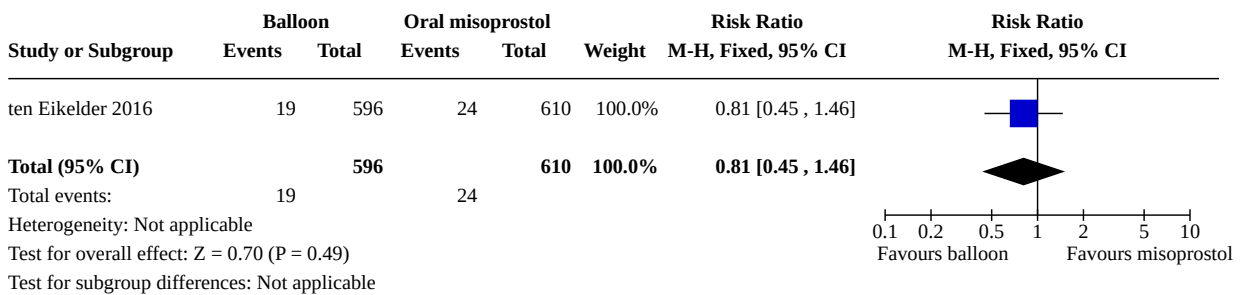 Balloon Oral misoprostol Risk Ratio Risk Ratio
Study or Subgroup Events Total Events Total Weight M-H, Fixed, 95% CI M-H, Fixed, 95% CI
ten Eikelder 2016 19 596 24 610 100.0% 0.81 [0.45 , 1.46]
Total (95% CI) 596 610 100.0% 0.81 [0.45 , 1.46]
Total events: 19 24
Heterogeneity: Not applicable
0.1 0.2 0.5 1 2 5 10
Test for overall effect: Z = 0.70 (P = 0.49) Favours balloon Favours misoprostol
Test for subgroup differences: Not applicable